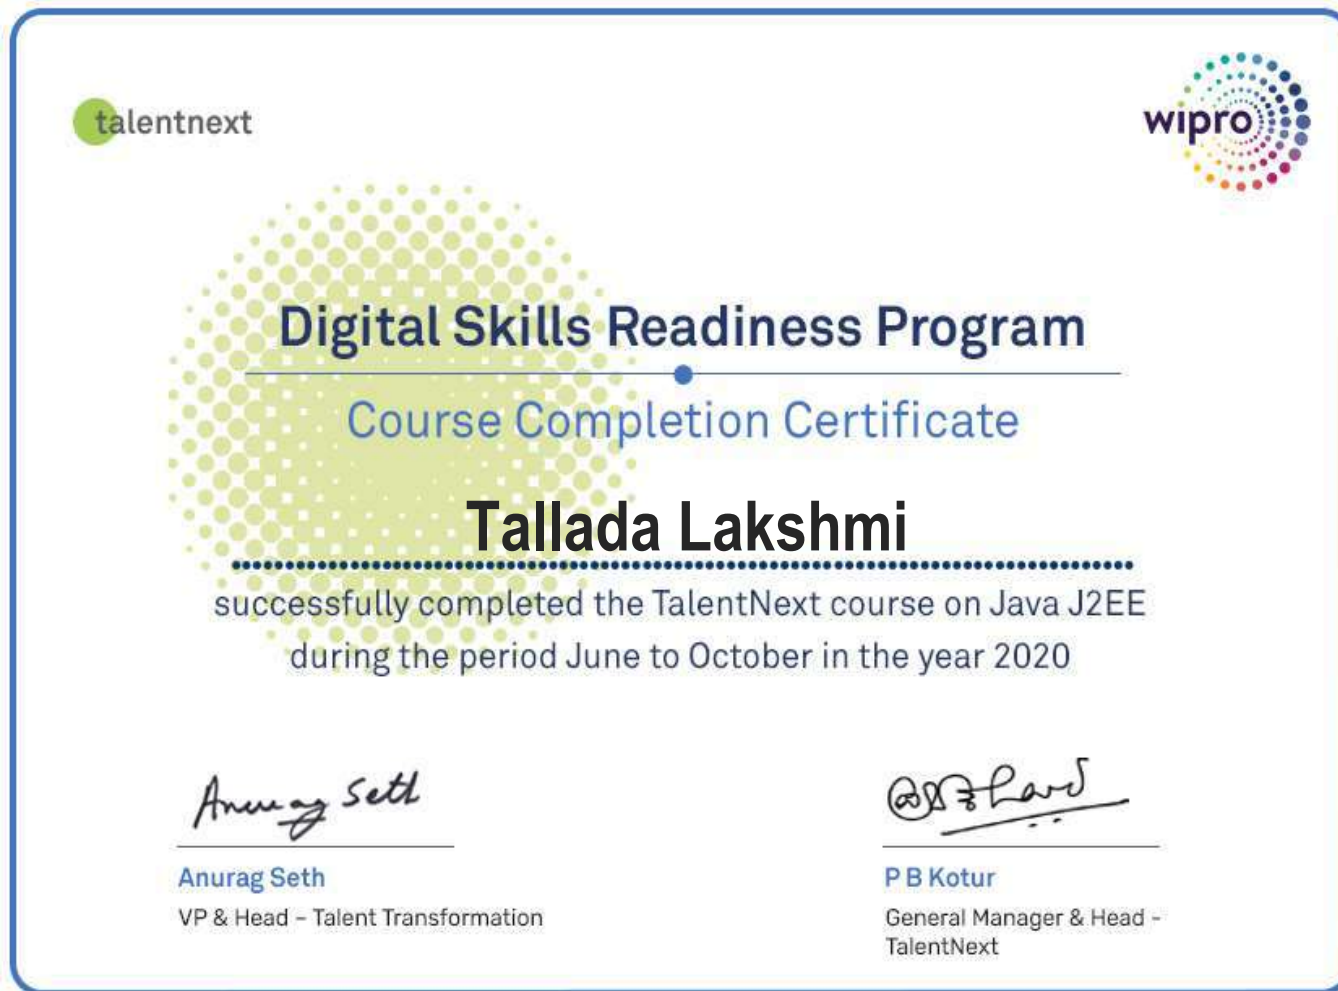 talentnext
wipro
Digital Skills Readiness Program
Course Completion Certificate
Tallada Lakshmi
successfully completed the TalentNext course on Java J2EE
during the period June to October in the year 2020
Anurag Seth
Anurag Seth
VP & Head – Talent Transformation
P B Kotur
General Manager & Head -
TalentNext